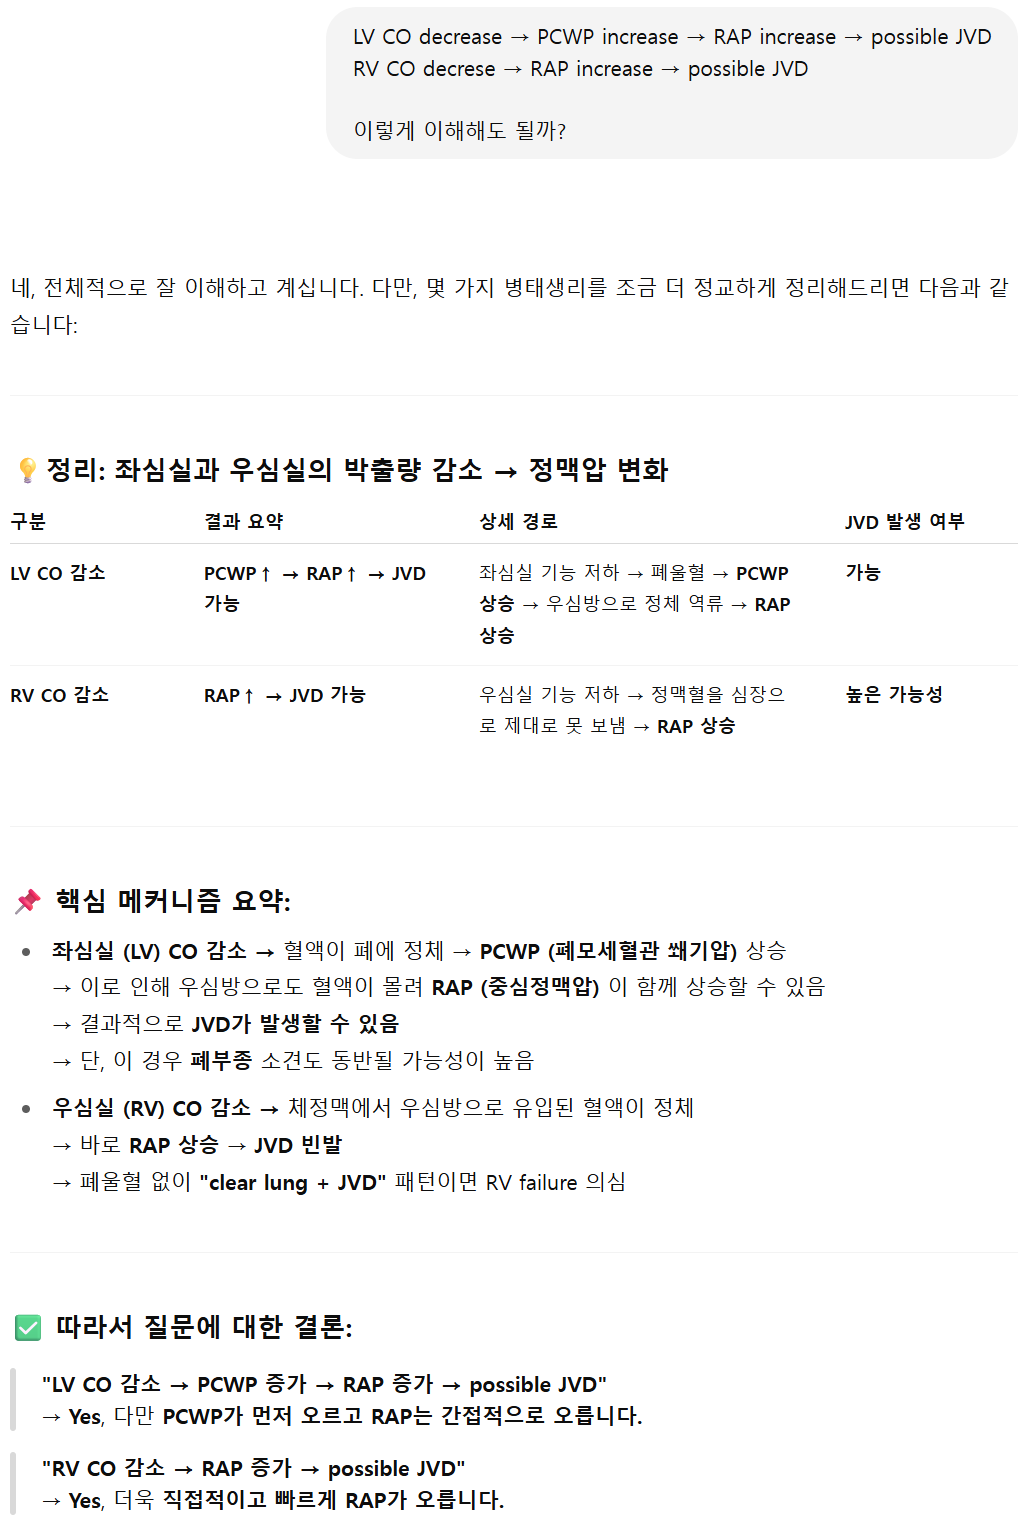 LV CO decrease → PCWP increase → RAP increase → possible JVD
RV CO decrese → RAP increase → possible JVD
이렇게 이해해도 될까?
네, 전체적으로 잘 이해하고 계십니다. 다만, 몇 가지 병태생리를 조금 더 정교하게 정리해드리면 다음과 같
습니다:
💡정리: 좌심실과 우심실의 박출량 감소 → 정맥압 변화
구분 결과 요약 상세 경로 JVD 발생 여부
LV CO 감소 PCWP↑ → RAP↑ → JVD 좌심실 기능 저하 → 폐울혈 → PCWP 가능
가능 상승 → 우심방으로 정체 역류 → RAP
상승
RV CO 감소 RAP↑ → JVD 가능 우심실 기능 저하 → 정맥혈을 심장으 높은 가능성
로 제대로 못 보냄 → RAP 상승
📌 핵심 메커니즘 요약:
• 좌심실 (LV) CO 감소 → 혈액이 폐에 정체 → PCWP (폐모세혈관 쐐기압) 상승
→ 이로 인해 우심방으로도 혈액이 몰려 RAP (중심정맥압) 이 함께 상승할 수 있음
→ 결과적으로 JVD가 발생할 수 있음
→ 단, 이 경우 폐부종 소견도 동반될 가능성이 높음
• 우심실 (RV) CO 감소 → 체정맥에서 우심방으로 유입된 혈액이 정체
→ 바로 RAP 상승 → JVD 빈발
→ 폐울혈 없이 "clear lung + JVD" 패턴이면 RV failure 의심
✅ 따라서 질문에 대한 결론:
"LV CO 감소 → PCWP 증가 → RAP 증가 → possible JVD"
→ Yes, 다만 PCWP가 먼저 오르고 RAP는 간접적으로 오릅니다.
"RV CO 감소 → RAP 증가 → possible JVD"
→ Yes, 더욱 직접적이고 빠르게 RAP가 오릅니다.